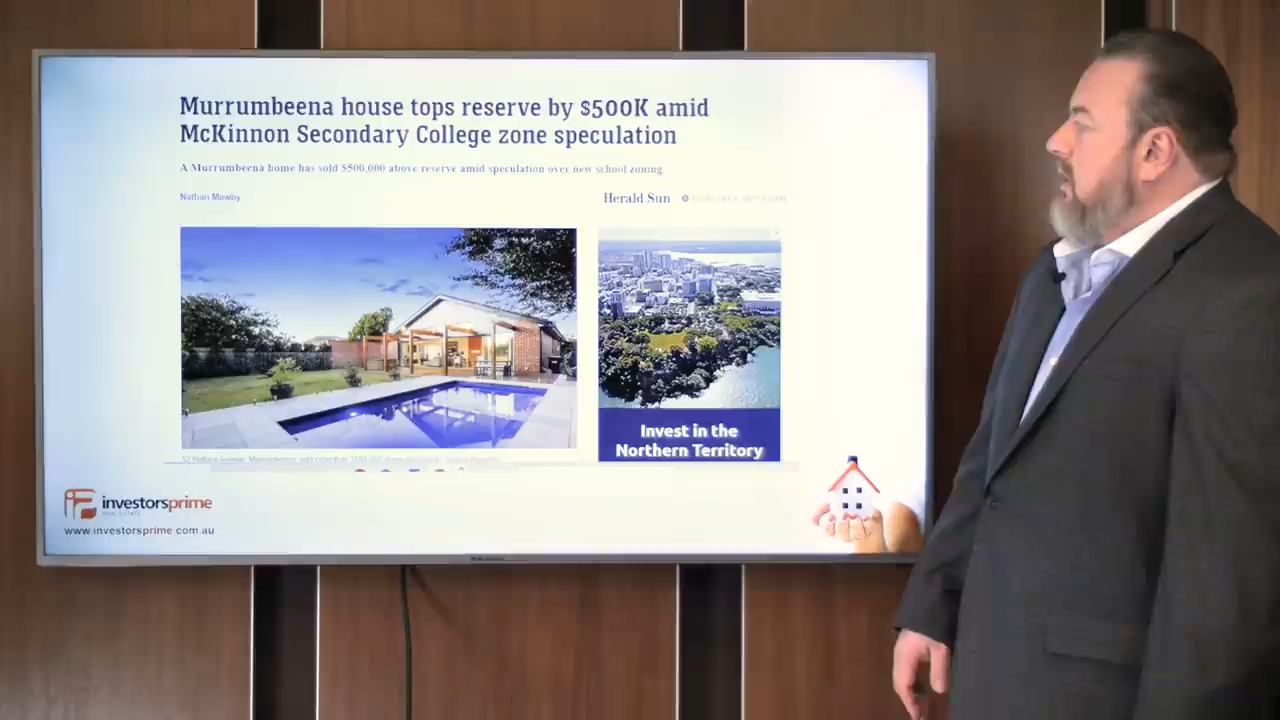 Murrumbeena house tops reserve by $500K amid
McKinnon Secondary College zone speculation
A Murrumbeena home has sold $500,000 above reserve amid speculation over new school zoning.
Nathan Mawby
Herald Sun
Invest in the
Northern Territory
investorsprime
REAL ESTATE
www.investorsprime.com.au